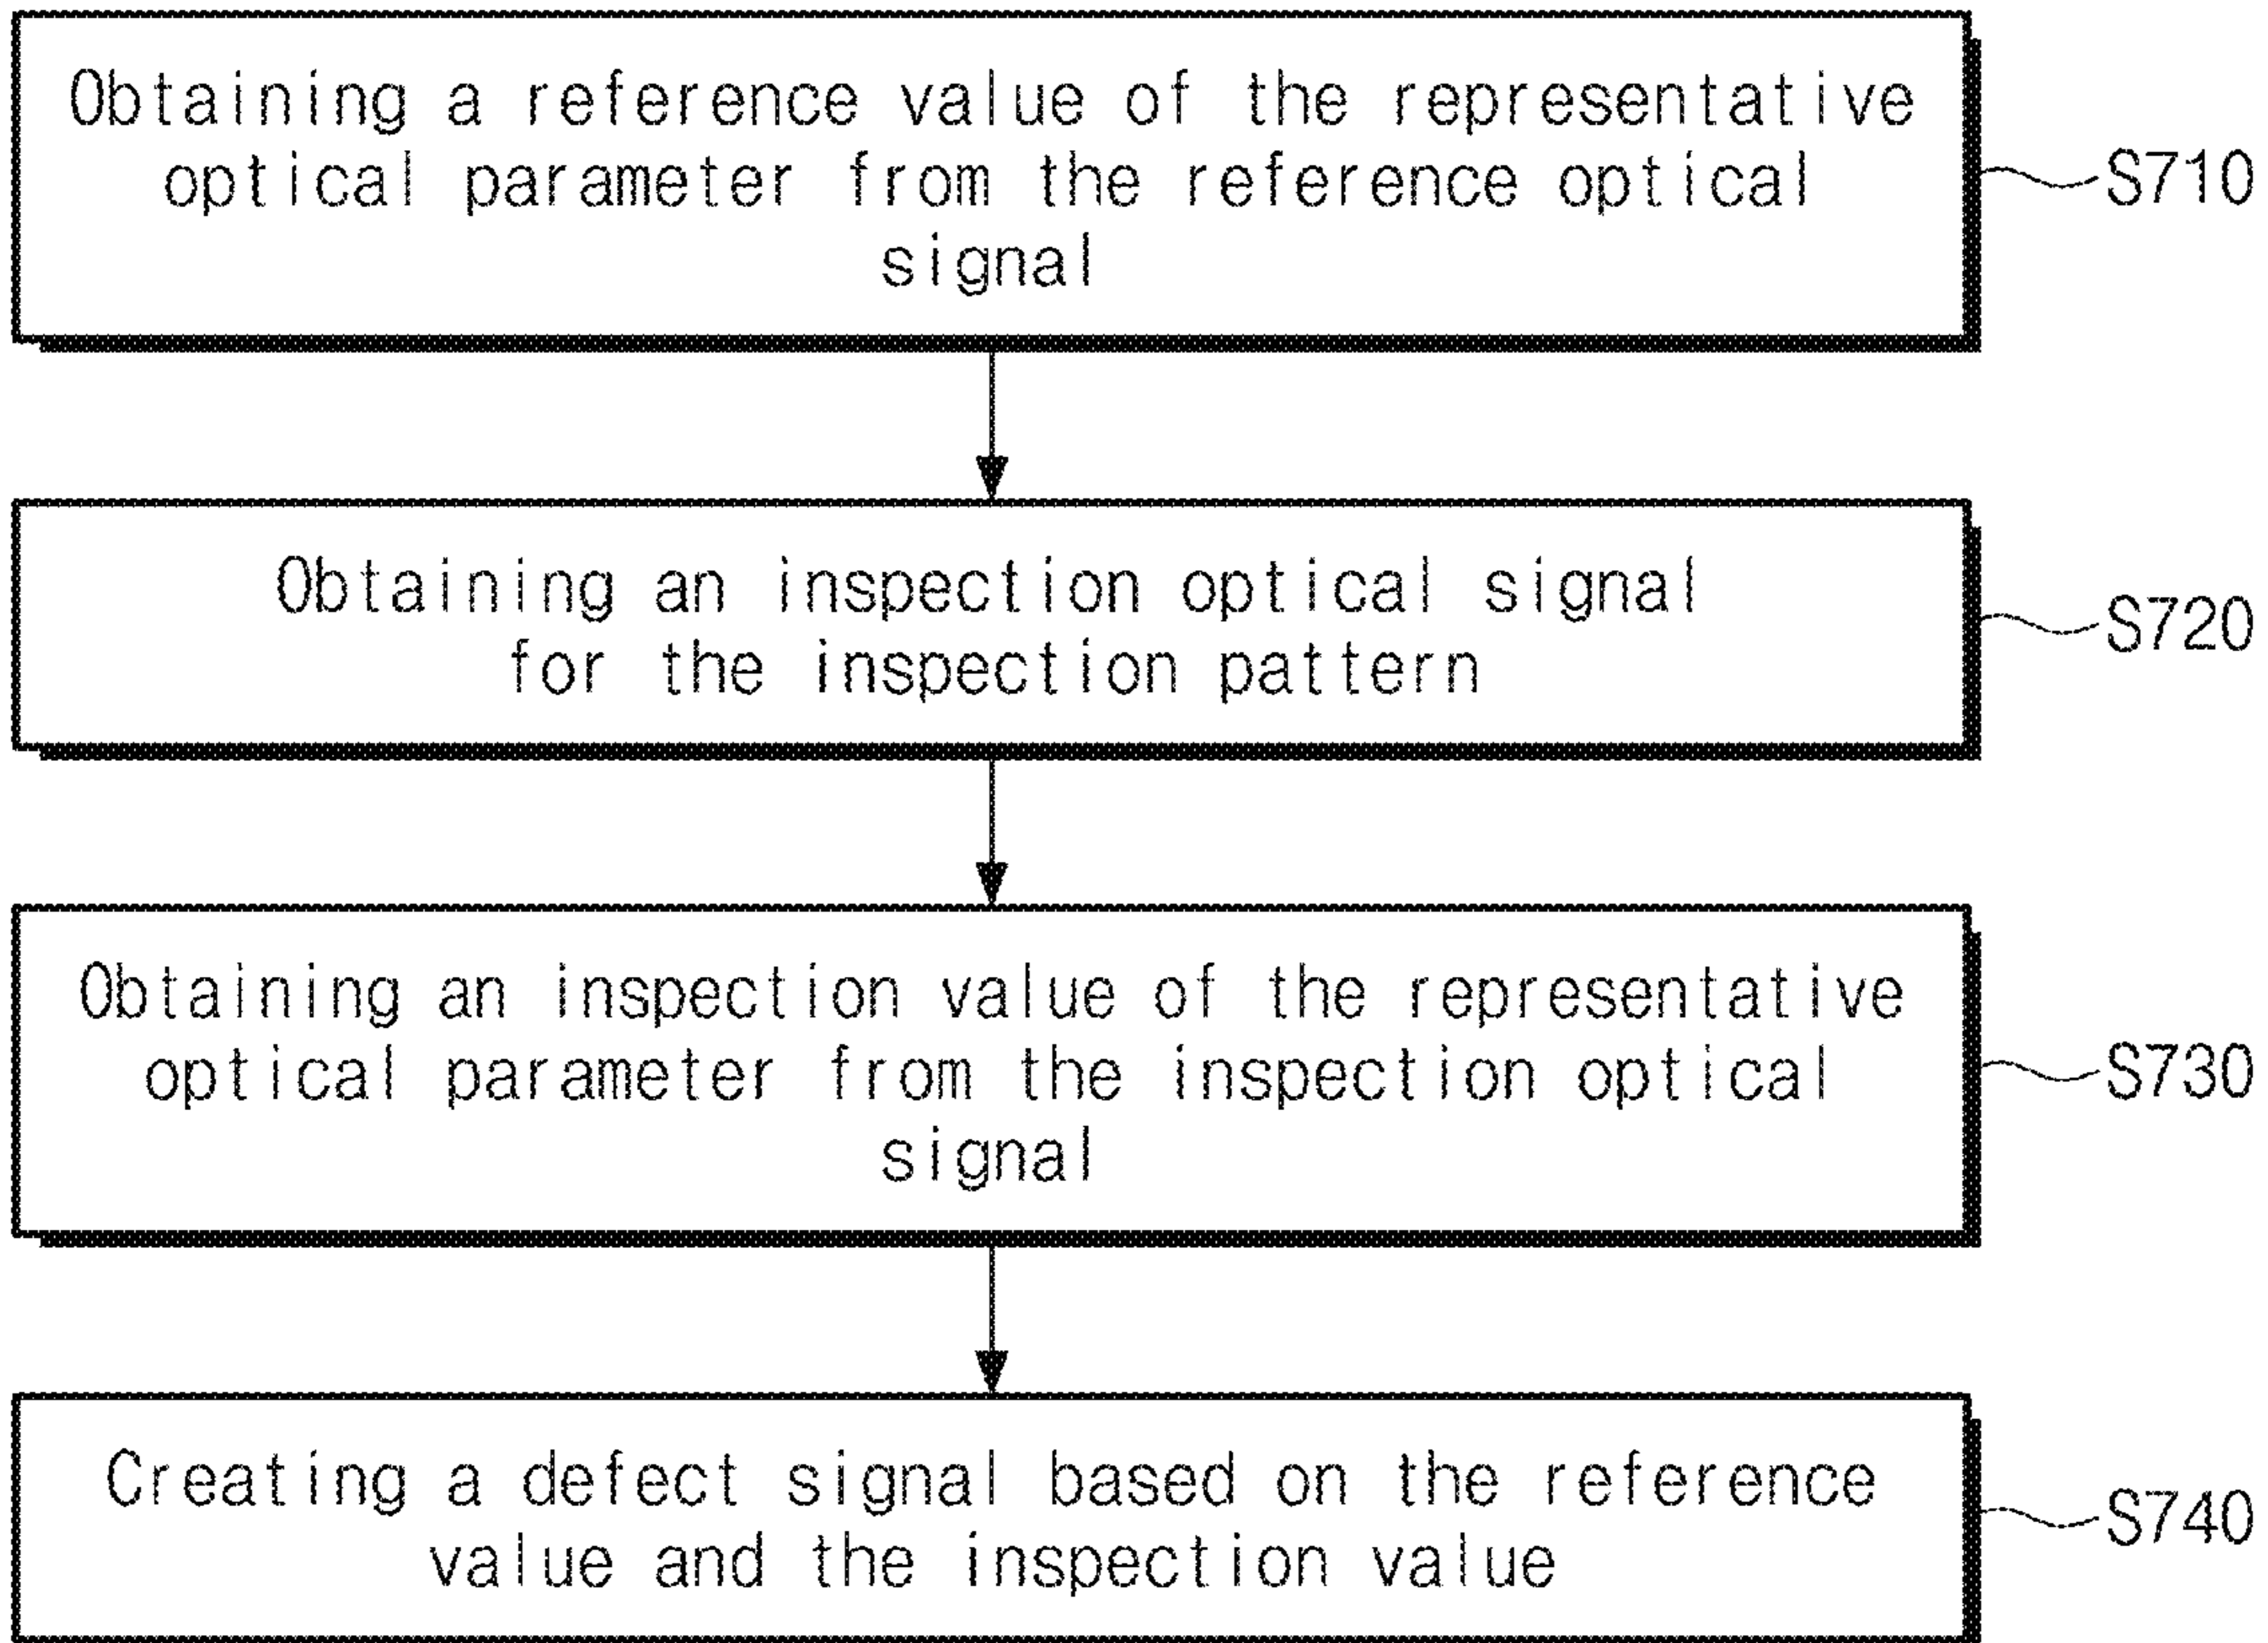 Obtaining a reference value of the representative
optical parameter from the reference optical
signal
S710
Obtaining an inspection optical signal
for the inspection pattern
S720
Obtaining an inspection value of the representative
optical parameter from the inspection optical
signal
S730
Creating a defect signal based on the reference
value and the inspection value
S740